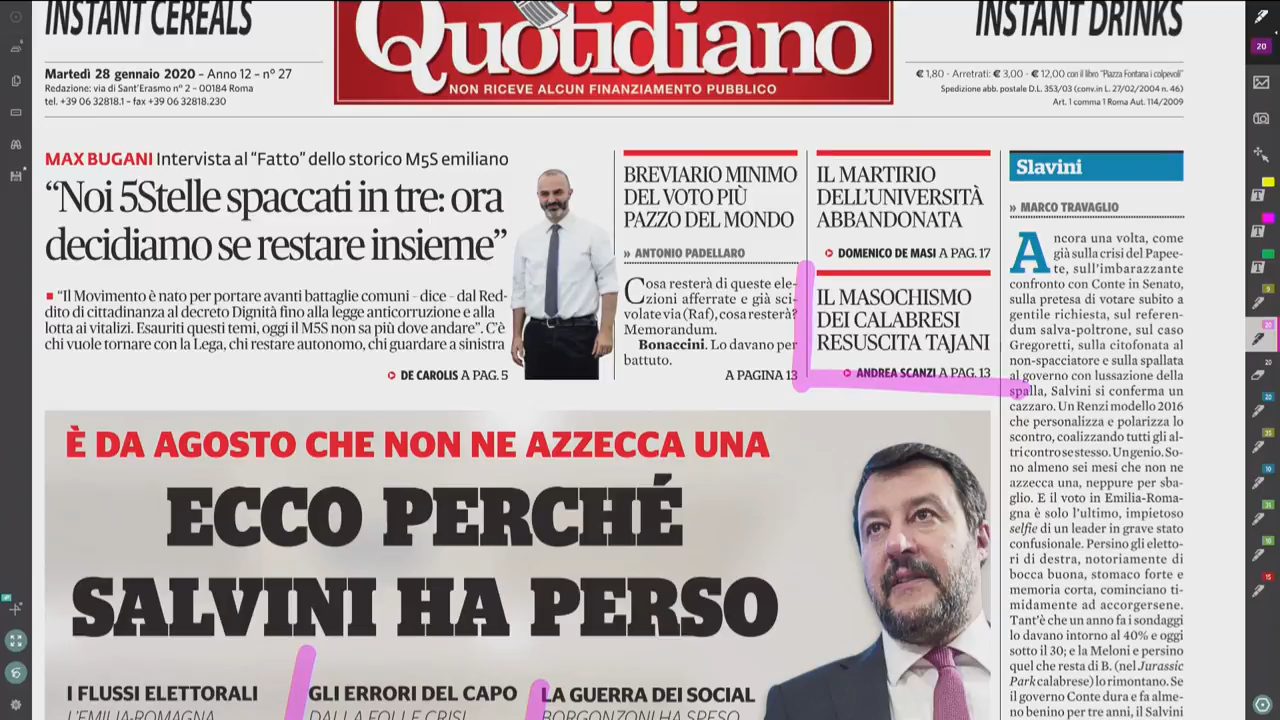 INSTANT CEREALS
Quotidiano
INSTANT DRINKS
Martedì 28 gennaio 2020 – Anno 12 – n° 27
Redazione: via di Sant'Erasmo n° 2 – 00184 Roma
tel. +39 06 32818.1 – fax +39 06 32818.230
NON RICEVE ALCUN FINANZIAMENTO PUBBLICO
€ 1,80 – Arretrati: € 3,00 – € 12,00 con il libro "Piazza Fontana i colpevoli"
Spedizione abb. postale D.L. 353/03 (conv.in L. 27/02/2004 n. 46)
Art. 1 comma 1 Roma Aut. 114/2009
MAX BUGANI Intervista al "Fatto" dello storico M5S emiliano
“Noi 5Stelle spaccati in tre: ora
decidiamo se restare insieme”
“Il Movimento è nato per portare avanti battaglie comuni – dice – dal Red-
dito di cittadinanza al decreto Dignità fino alla legge anticorruzione e alla
lotta ai vitalizi. Esauriti questi temi, oggi il M5S non sa più dove andare”. C’è
chi vuole tornare con la Lega, chi restare autonomo, chi guardare a sinistra
DE CAROLIS A PAG. 5
BREVIARIO MINIMO
DEL VOTO PIÙ
PAZZO DEL MONDO
» ANTONIO PADELLARO
Cosa resterà di queste ele-
zioni afferrate e già sci-
volate via (Raf), cosa resterà?
Memorandum.
Bonaccini. Lo davano per
battuto.
A PAGINA 13
IL MARTIRIO
DELL'UNIVERSITÀ
ABBANDONATA
DOMENICO DE MASI A PAG. 17
IL MASOCHISMO
DEI CALABRESI
RESUSCITA TAJANI
ANDREA SCANZI A PAG. 13
Slavini
» MARCO TRAVAGLIO
Ancora una volta, come
già sulla crisi del Papee-
te, sull’imbarazzante
confronto con Conte in Senato,
sulla pretesa di votare subito a
gentile richiesta, sul referen-
dum salva-poltrone, sul caso
Gregoretti, sulla citofonata al
non-spacciatore e sulla spallata
al governo con lussazione della
spalla, Salvini si conferma un
cazzaro. Un Renzi modello 2016
che personalizza e polarizza lo
scontro, coalizzando tutti gli al-
tri contro se stesso. Un genio. So-
no almeno sei mesi che non ne
azzecca una, neppure per sba-
glio. E il voto in Emilia-Roma-
gna è solo l’ultimo, impietoso
selfie di un leader in grave stato
confusionale. Persino gli eletto-
ri di destra, notoriamente di
bocca buona, stomaco forte e
memoria corta, cominciano ti-
midamente ad accorgersene.
Tant’è che un anno fa i sondaggi
lo davano intorno al 40% e oggi
sotto il 30; e la Meloni e persino
quel che resta di B. (nel Jurassic
Park calabrese) lo rimontano. Se
il governo Conte dura e fa alme-
no benino per tre anni, il Salvini
È DA AGOSTO CHE NON NE AZZECCA UNA
ECCO PERCHÉ
SALVINI HA PERSO
I FLUSSI ELETTORALI
L'EMILIA-ROMAGNA
GLI ERRORI DEL CAPO
DALLA FOLLE CRISI
LA GUERRA DEI SOCIAL
BORGONZONI HA SPESO